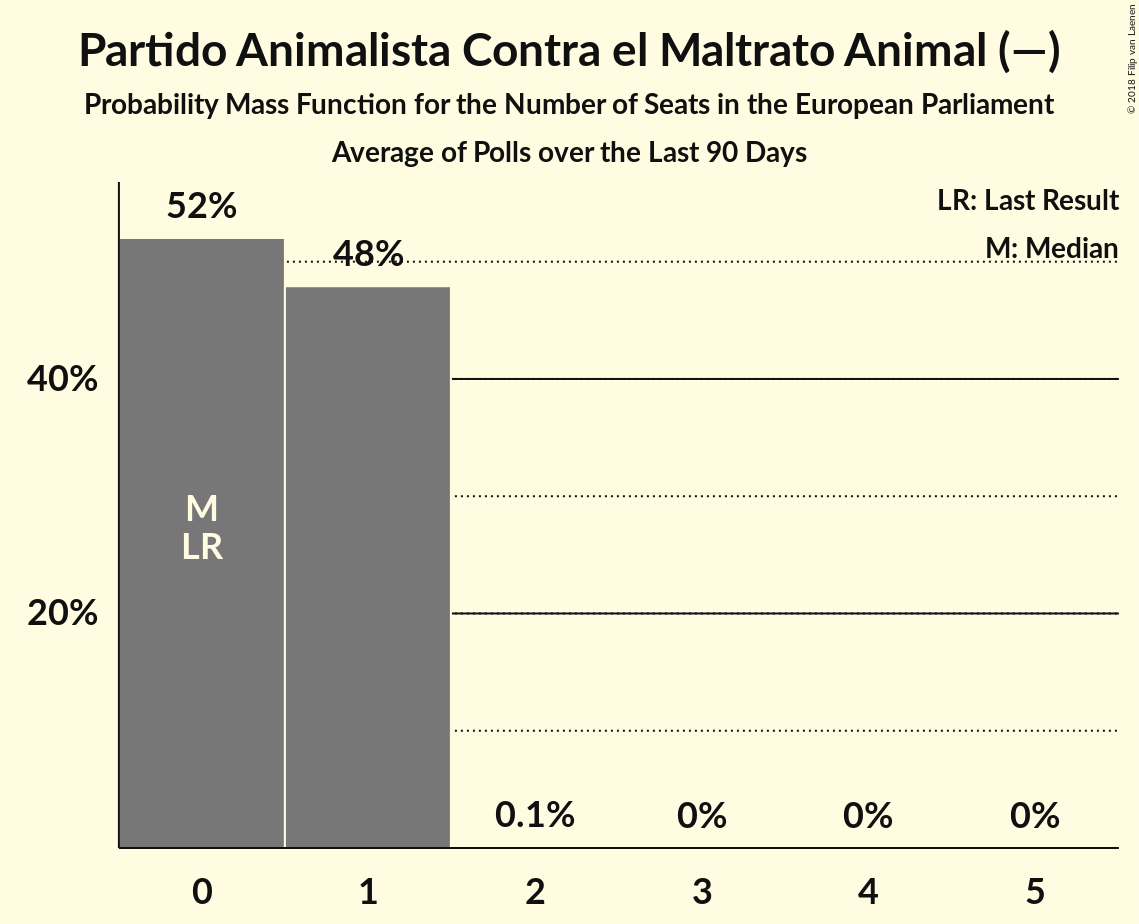 Partido Animalista Contra el Maltrato Animal (—)
Probability Mass Function for the Number of Seats in the European Parliament
Average of Polls over the Last 90 Days
© 2018 Filip van Laenen
LR: Last Result
M: Median
52%
48%
40%
20%
M
LR
0.1%
0%
0%
0%
0
1
2
3
4
5